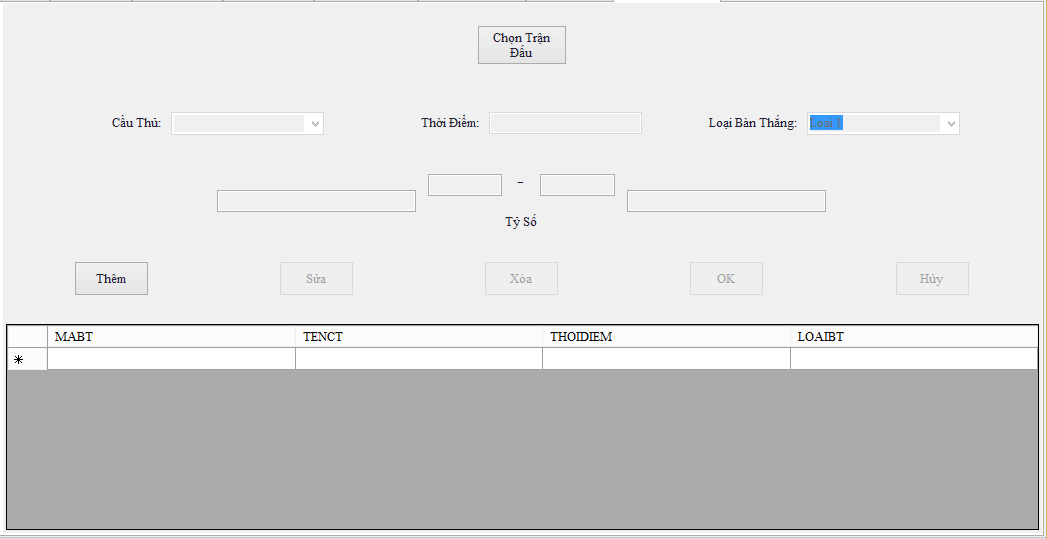 Chọn Trận
Đấu
Cầu Thủ:
Thời Điểm:
Loại Bàn Thắng:
Loại 1
-
Tỷ Số
Thêm
Sửa
Xóa
OK
Hủy
MABT
TENCT
THOIDIEM
LOAIBT